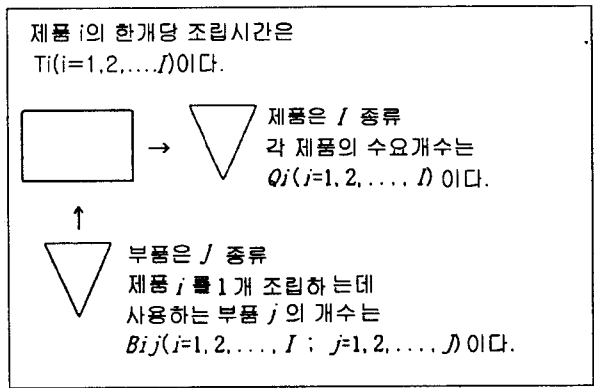 제품 i의 한개당 조립시간은
Ti(i=1,2,....I)이다.
→
제품은 I 종류
각 제품의 수요개수는
Qj(j=1, 2, ..., I) 이다.
↑
부품은 J 종류
제품 i를 1개 조립하는데
사용하는 부품 j의 개수는
Bij(i=1, 2, ..., I ; j=1, 2, ..., J)이다.